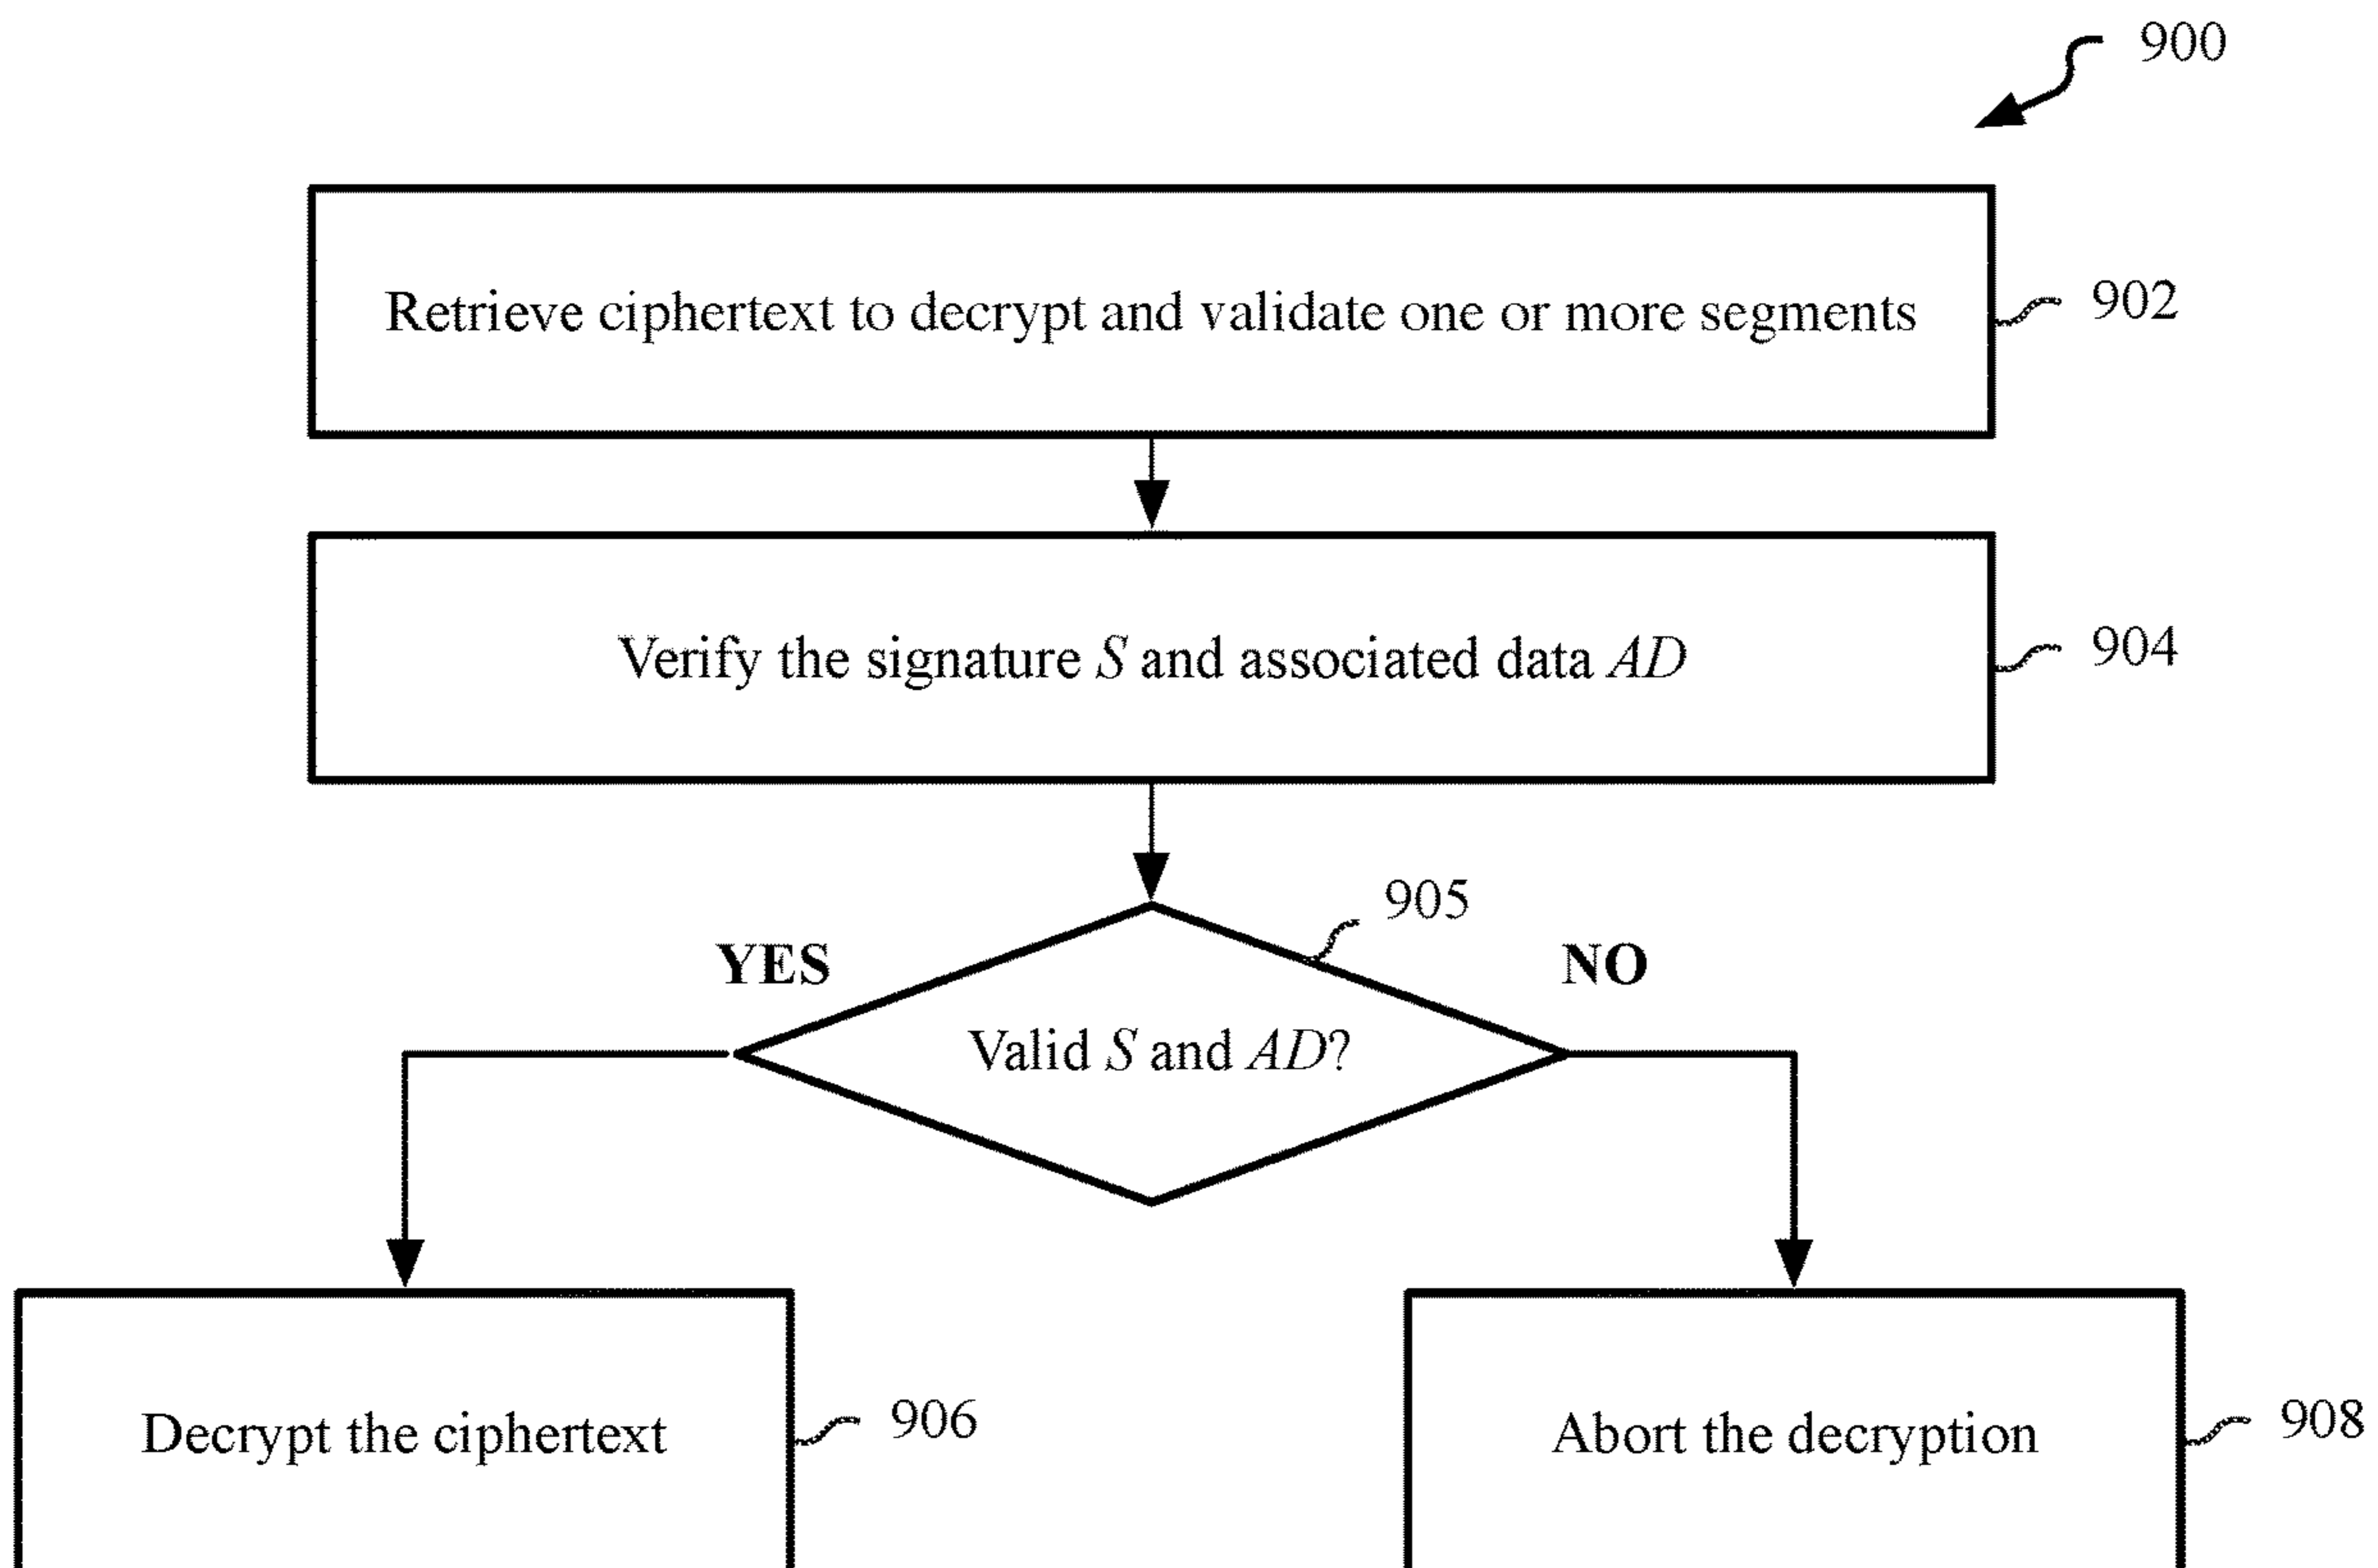 900
Retrieve ciphertext to decrypt and validate one or more segments
902
Verify the signature S and associated data AD
904
905
YES
NO
Valid S and AD?
Decrypt the ciphertext
906
Abort the decryption
908